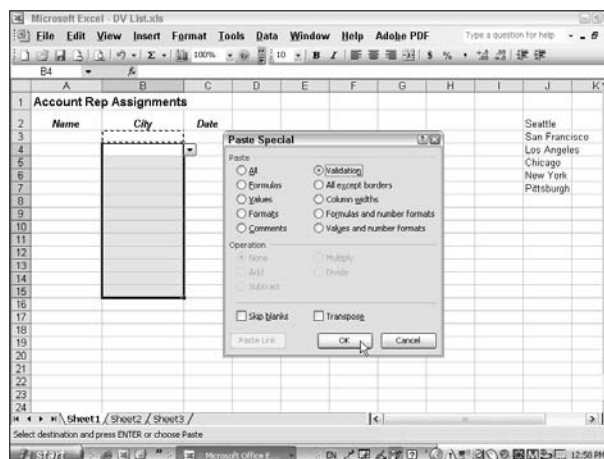 Microsoft Excel - DV List.xls
File Edit View Insert Format Tools Data Window Help Adobe PDF Type a question for help
100% 10 B I $ %
B4 fx
A B C D E F G H I J K
1 Account Rep Assignments
2 Name City Date Seattle
3 San Francisco
4 Los Angeles
5 Chicago
6 New York
7 Pittsburgh
8
9
10
11
12
13
14
15
16
17
18
19
20
21
22
23
24
Paste Special
Paste
All Validation
Formulas All except borders
Values Column widths
Formats Formulas and number formats
Comments Values and number formats
Operation
None Multiply
Add Divide
Subtract
Skip blanks Transpose
Paste Link OK Cancel
Sheet1 / Sheet2 / Sheet3 /
Select destination and press ENTER or choose Paste
start Microsoft Office E... EN 12:58 PM